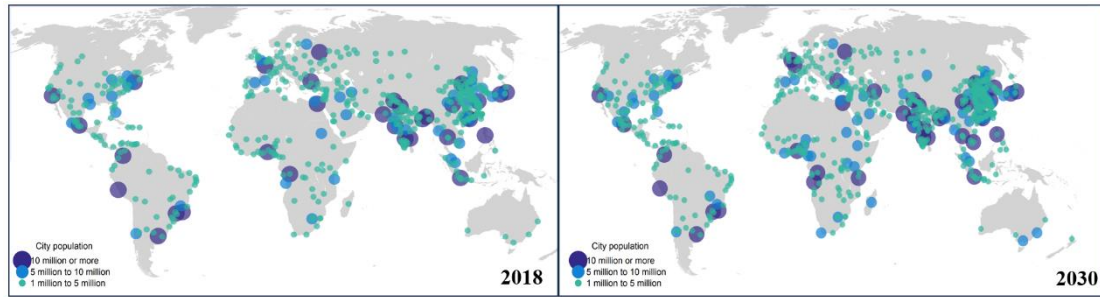 City population
10 million or more
5 million to 10 million
1 million to 5 million
2018
City population
10 million or more
5 million to 10 million
1 million to 5 million
2030